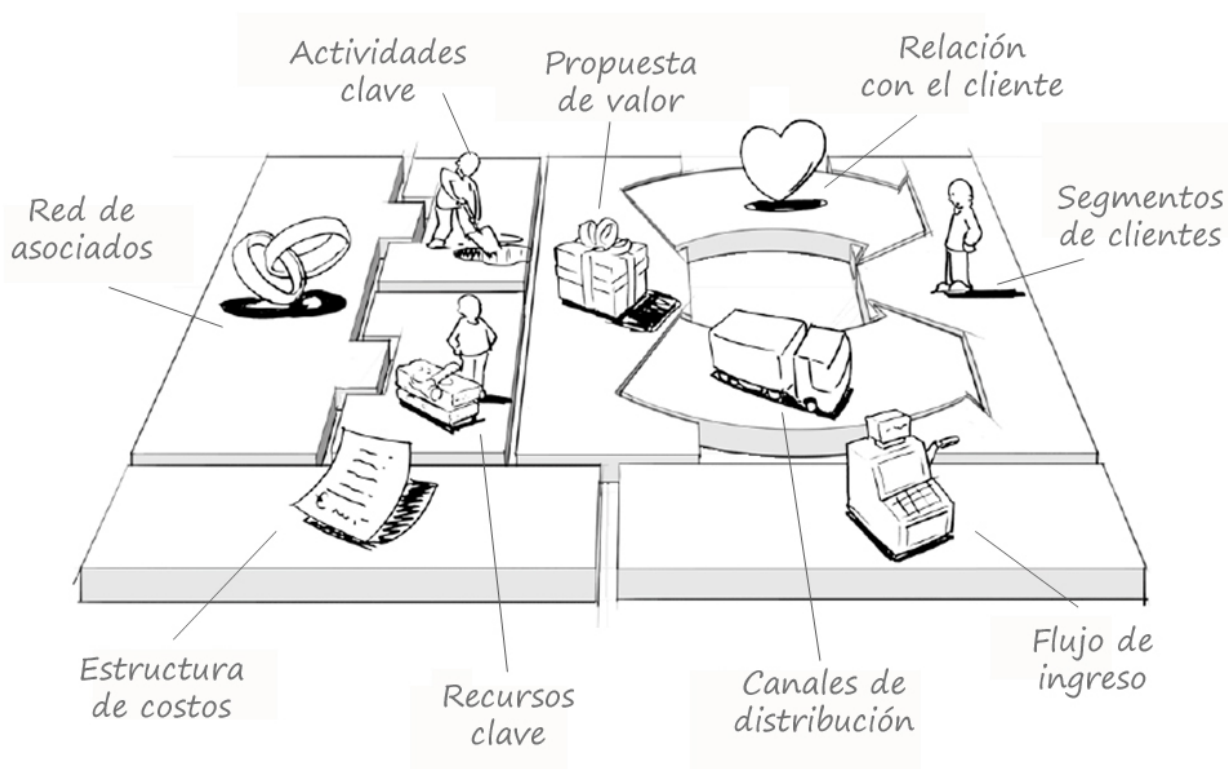 Actividades
clave
Propuesta
de valor
Relación
con el cliente
Red de
asociados
Segmentos
de clientes
Estructura
de costos
Recursos
clave
Canales de
distribución
Flujo de
ingreso